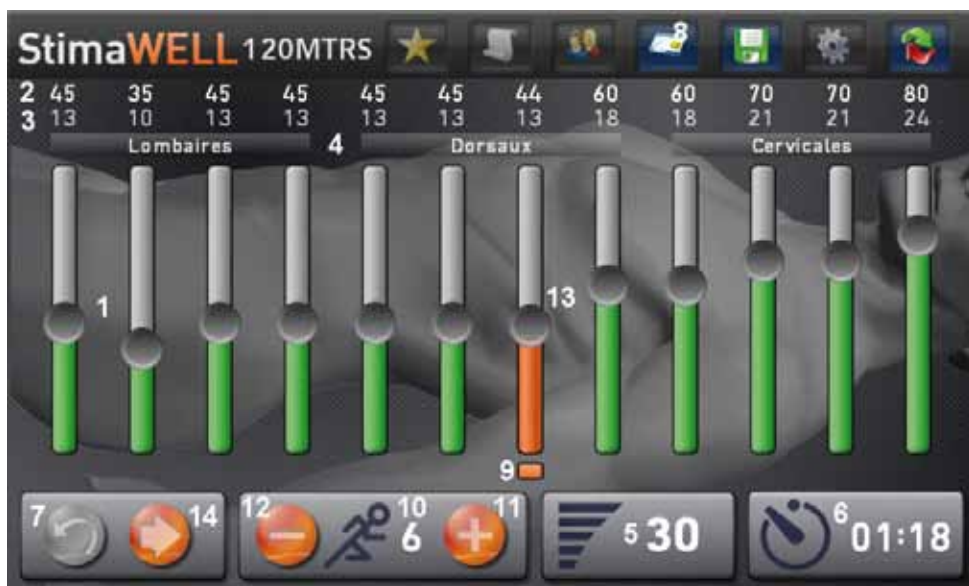 StimaWELL 120MTRS 8
2 45 35 45 45 45 45 44 60 60 70 70 80
3 13 10 13 13 13 13 13 18 18 21 21 24
Lombaires 4 Dorsaux Cervicales
1 13
9
7 14 12 10 6 11 5 30 6 01:18